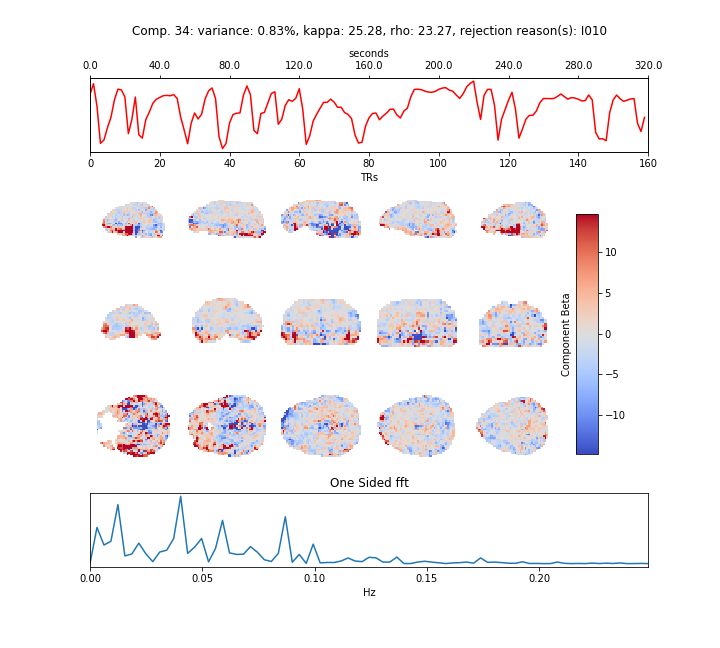 Comp. 34: variance: 0.83%, kappa: 25.28, rho: 23.27, rejection reason(s): I010
seconds
0.0 40.0 80.0 120.0 160.0 200.0 240.0 280.0 320.0
0 20 40 60 80 100 120 140 160
TRs
10
5
0
−5
−10
Component Beta
One Sided fft
0.00 0.05 0.10 0.15 0.20
Hz